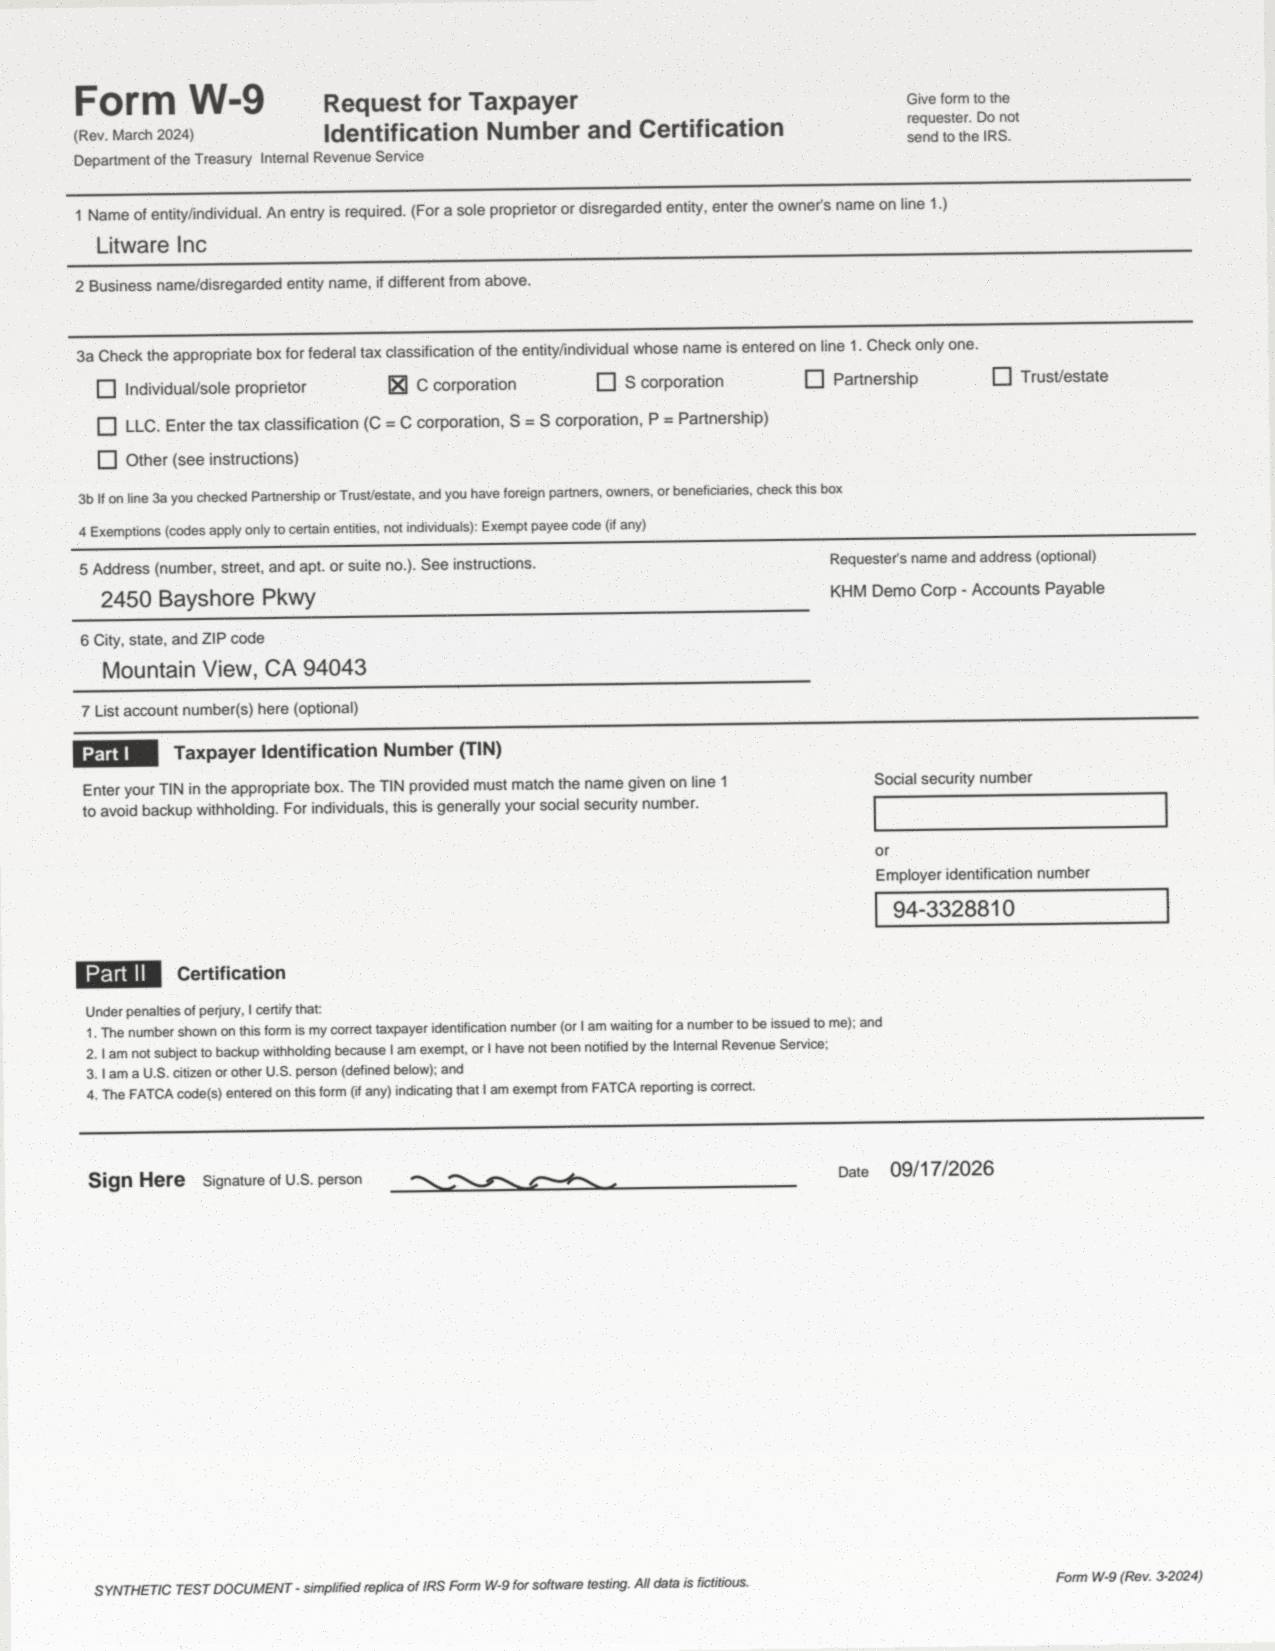 Form W-9
(Rev. March 2024)
Department of the Treasury Internal Revenue Service
Request for Taxpayer
Identification Number and Certification
Give form to the
requester. Do not
send to the IRS.
1 Name of entity/individual. An entry is required. (For a sole proprietor or disregarded entity, enter the owner's name on line 1.)
Litware Inc
2 Business name/disregarded entity name, if different from above.
3a Check the appropriate box for federal tax classification of the entity/individual whose name is entered on line 1. Check only one.
Individual/sole proprietor C corporation S corporation Partnership Trust/estate
LLC. Enter the tax classification (C = C corporation, S = S corporation, P = Partnership)
Other (see instructions)
3b If on line 3a you checked Partnership or Trust/estate, and you have foreign partners, owners, or beneficiaries, check this box
4 Exemptions (codes apply only to certain entities, not individuals): Exempt payee code (if any)
5 Address (number, street, and apt. or suite no.). See instructions.
2450 Bayshore Pkwy
Requester's name and address (optional)
KHM Demo Corp - Accounts Payable
6 City, state, and ZIP code
Mountain View, CA 94043
7 List account number(s) here (optional)
Part I Taxpayer Identification Number (TIN)
Enter your TIN in the appropriate box. The TIN provided must match the name given on line 1
to avoid backup withholding. For individuals, this is generally your social security number.
Social security number
or
Employer identification number
94-3328810
Part II Certification
Under penalties of perjury, I certify that:
1. The number shown on this form is my correct taxpayer identification number (or I am waiting for a number to be issued to me); and
2. I am not subject to backup withholding because I am exempt, or I have not been notified by the Internal Revenue Service;
3. I am a U.S. citizen or other U.S. person (defined below); and
4. The FATCA code(s) entered on this form (if any) indicating that I am exempt from FATCA reporting is correct.
Sign Here Signature of U.S. person Date 09/17/2026
SYNTHETIC TEST DOCUMENT - simplified replica of IRS Form W-9 for software testing. All data is fictitious.
Form W-9 (Rev. 3-2024)